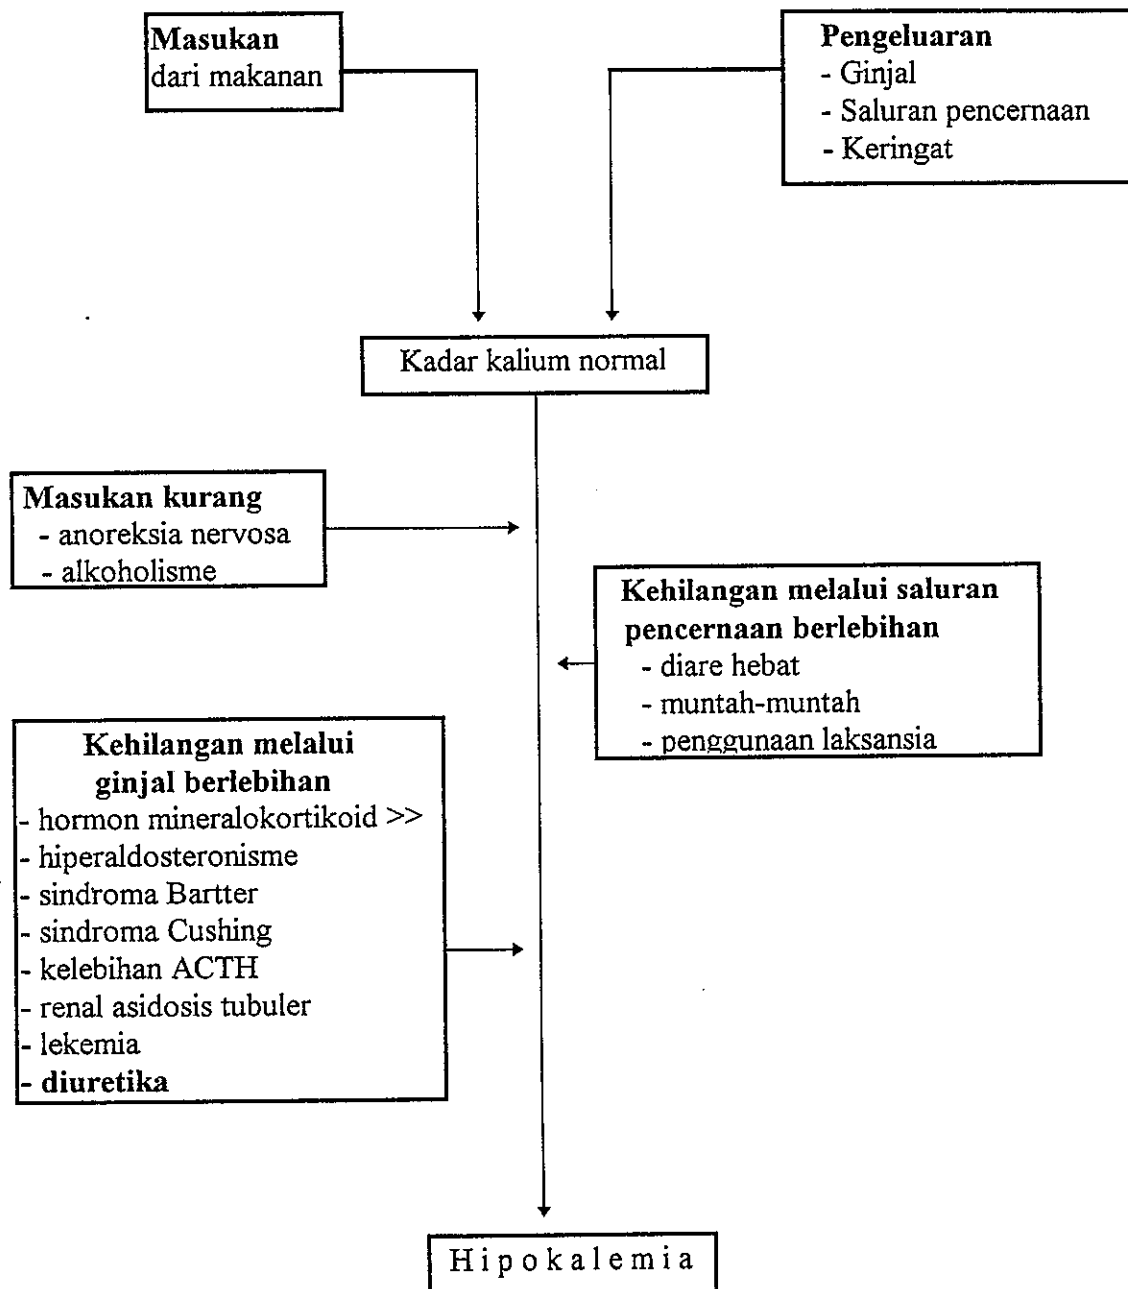 Masukan
dari makanan
Pengeluaran
- Ginjal
- Saluran pencernaan
- Keringat
Kadar kalium normal
Masukan kurang
- anoreksia nervosa
- alkoholisme
Kehilangan melalui saluran
pencernaan berlebihan
- diare hebat
- muntah-muntah
- penggunaan laksansia
Kehilangan melalui
ginjal berlebihan
- hormon mineralokortikoid >>
- hiperaldosteronisme
- sindroma Bartter
- sindroma Cushing
- kelebihan ACTH
- renal asidosis tubuler
- lekemia
- diuretika
Hipokalemia